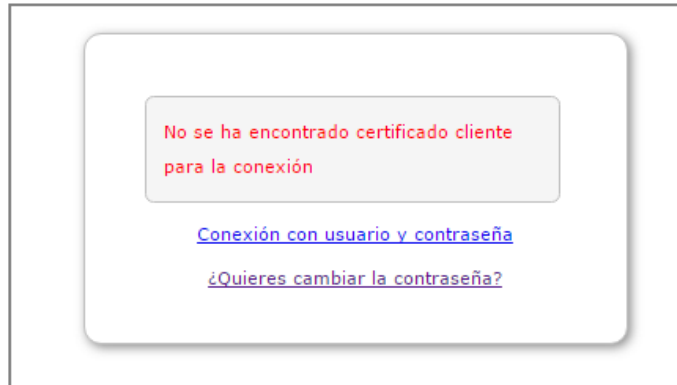 No se ha encontrado certificado cliente
para la conexión
Conexión con usuario y contraseña
¿Quieres cambiar la contraseña?